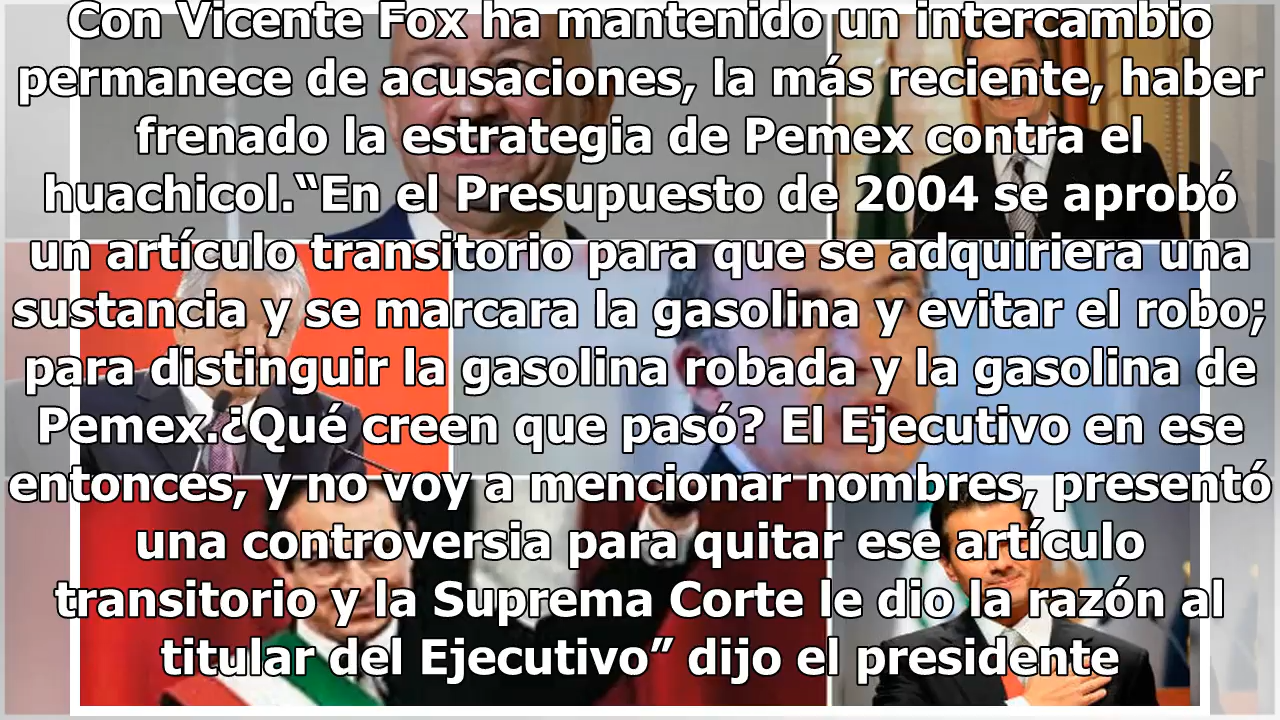 Con Vicente Fox ha mantenido un intercambio
permanece de acusaciones, la más reciente, haber
frenado la estrategia de Pemex contra el
huachicol.“En el Presupuesto de 2004 se aprobó
un artículo transitorio para que se adquiriera una
sustancia y se marcara la gasolina y evitar el robo;
para distinguir la gasolina robada y la gasolina de
Pemex.¿Qué creen que pasó? El Ejecutivo en ese
entonces, y no voy a mencionar nombres, presentó
una controversia para quitar ese artículo
transitorio y la Suprema Corte le dio la razón al
titular del Ejecutivo” dijo el presidente